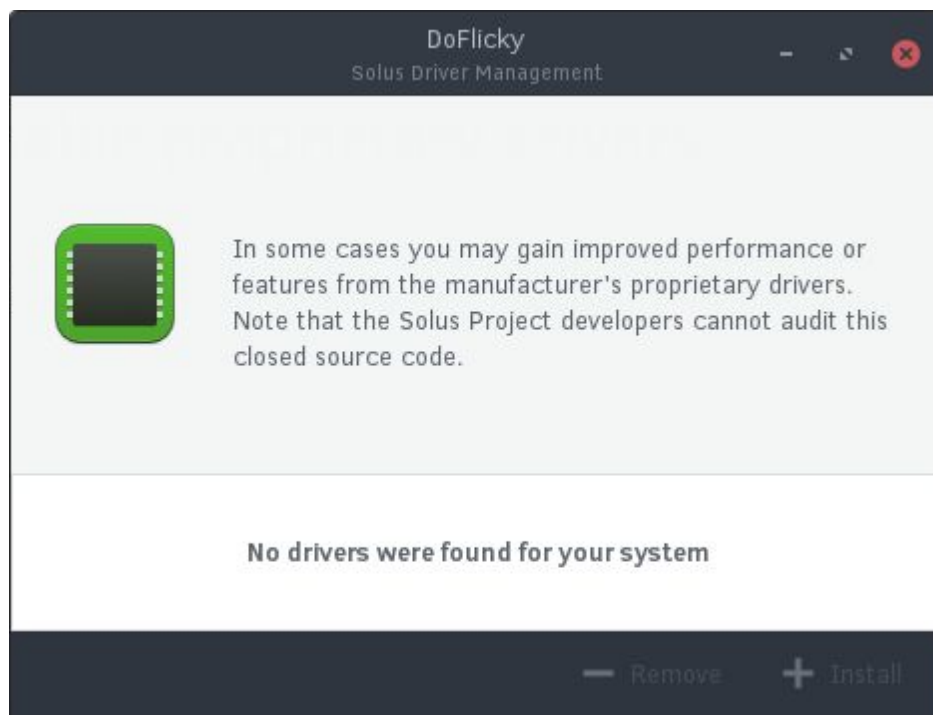 DoFlicky
Solus Driver Management
In some cases you may gain improved performance or
features from the manufacturer's proprietary drivers.
Note that the Solus Project developers cannot audit this
closed source code.
No drivers were found for your system
Remove
Install